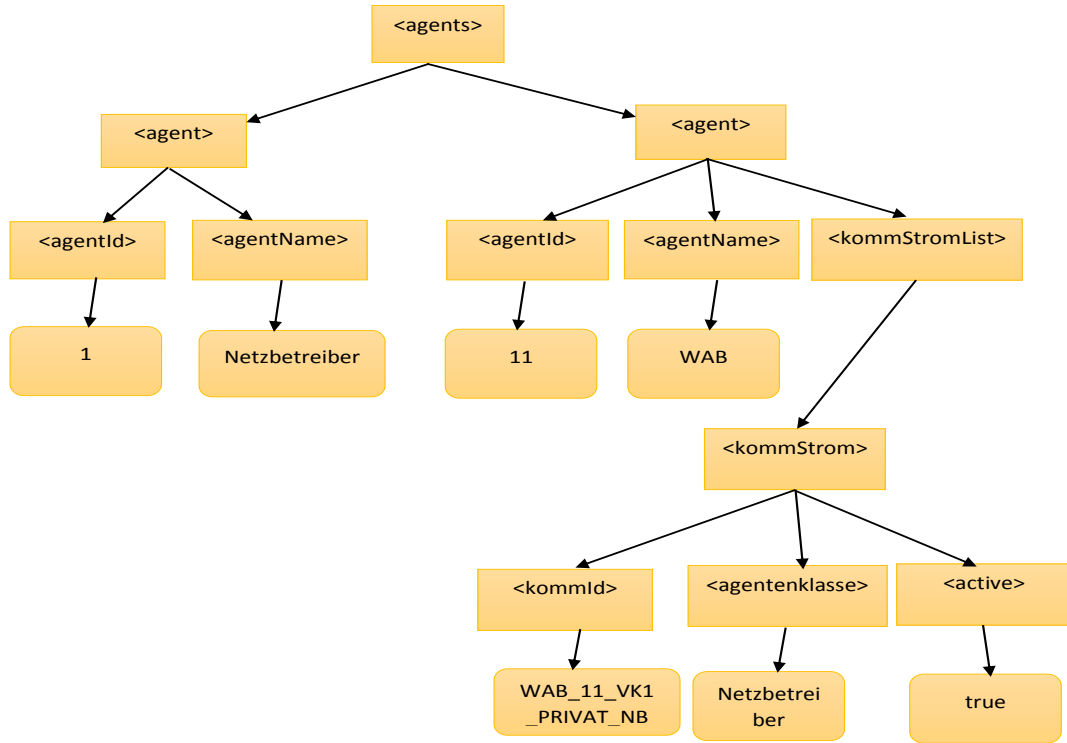 <agents>
<agent>
<agent>
<agentId>
<agentName>
<agentId>
<agentName>
<kommStromList>
1
Netzbetreiber
11
WAB
<kommStrom>
<kommId>
<agentenklasse>
<active>
WAB_11_VK1
_PRIVAT_NB
Netzbetrei
ber
true